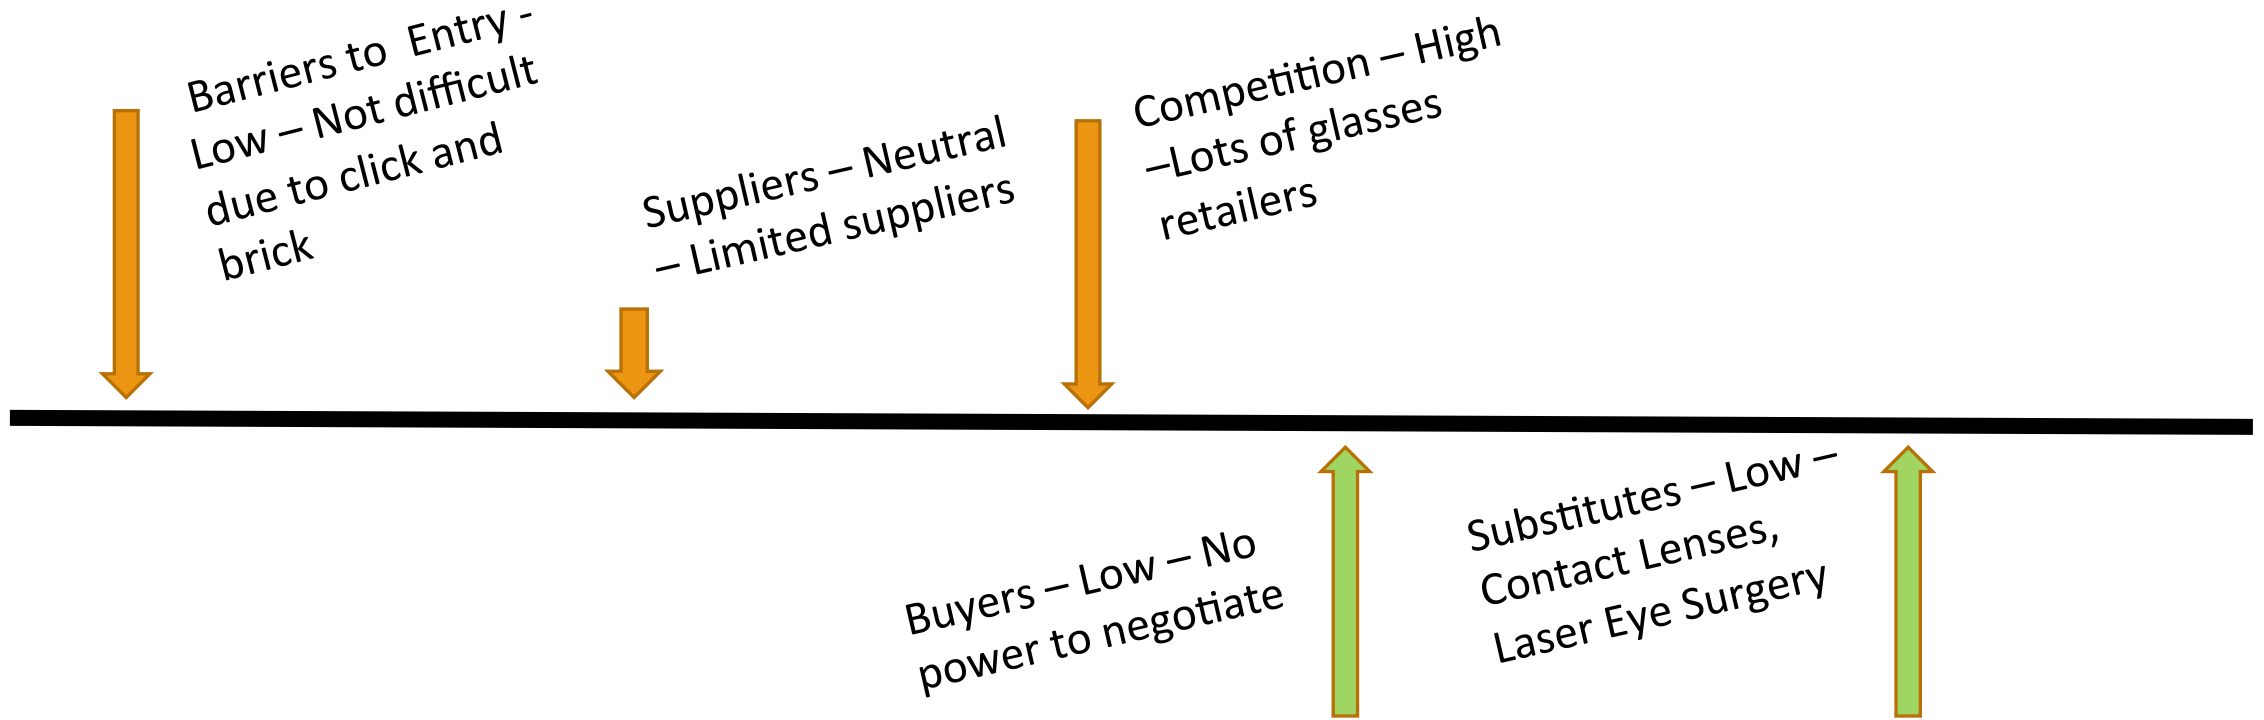 Barriers to  Entry -
Low – Not difficult
due to click and
brick
Suppliers – Neutral
– Limited suppliers
Competition – High
–Lots of glasses
retailers
Buyers – Low – No
power to negotiate
Substitutes – Low –
Contact Lenses,
Laser Eye Surgery